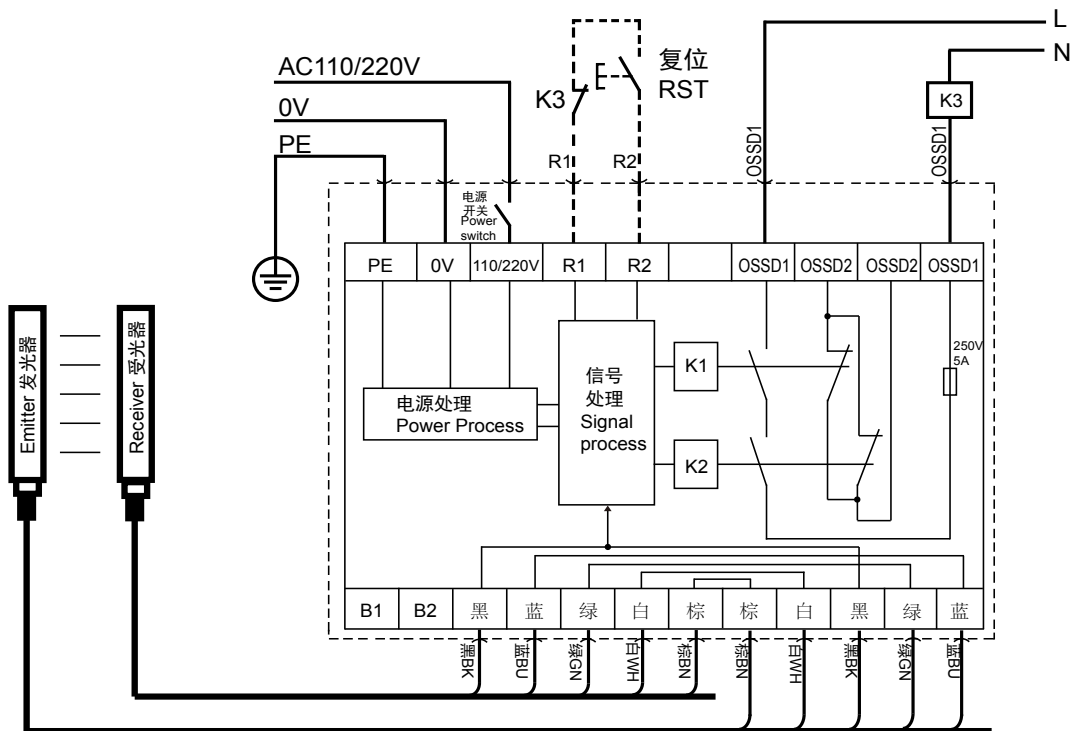 L
N
AC110/220V
0V
PE
K3
复位
RST
K3
R1
R2
OSSD1
OSSD1
电源
开关
Power
switch
PE
0V
110/220V
R1
R2
OSSD1
OSSD2
OSSD2
OSSD1
Emitter 发光器
Receiver 受光器
电源处理
Power Process
信号
处理
Signal
process
K1
K2
250V
5A
B1
B2
黑
蓝
绿
白
棕
棕
白
黑
绿
蓝
黑BK
蓝BU
绿GN
白WH
棕BN
棕BN
白WH
黑BK
绿GN
蓝BU